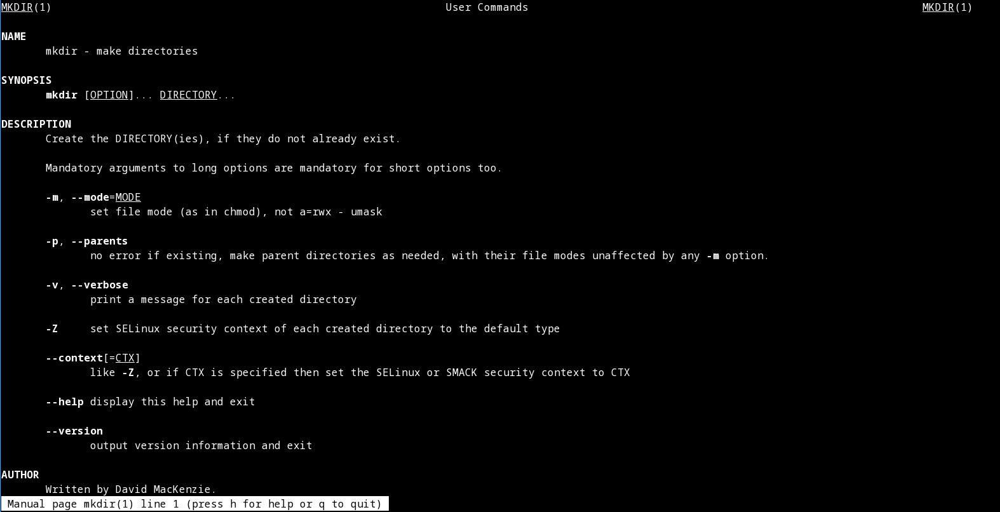 MKDIR(1) User Commands MKDIR(1)
NAME
mkdir - make directories
SYNOPSIS
mkdir [OPTION]... DIRECTORY...
DESCRIPTION
Create the DIRECTORY(ies), if they do not already exist.
Mandatory arguments to long options are mandatory for short options too.
-m, --mode=MODE
set file mode (as in chmod), not a=rwx - umask
-p, --parents
no error if existing, make parent directories as needed, with their file modes unaffected by any -m option.
-v, --verbose
print a message for each created directory
-Z set SELinux security context of each created directory to the default type
--context[=CTX]
like -Z, or if CTX is specified then set the SELinux or SMACK security context to CTX
--help display this help and exit
--version
output version information and exit
AUTHOR
Written by David MacKenzie.
Manual page mkdir(1) line 1 (press h for help or q to quit)